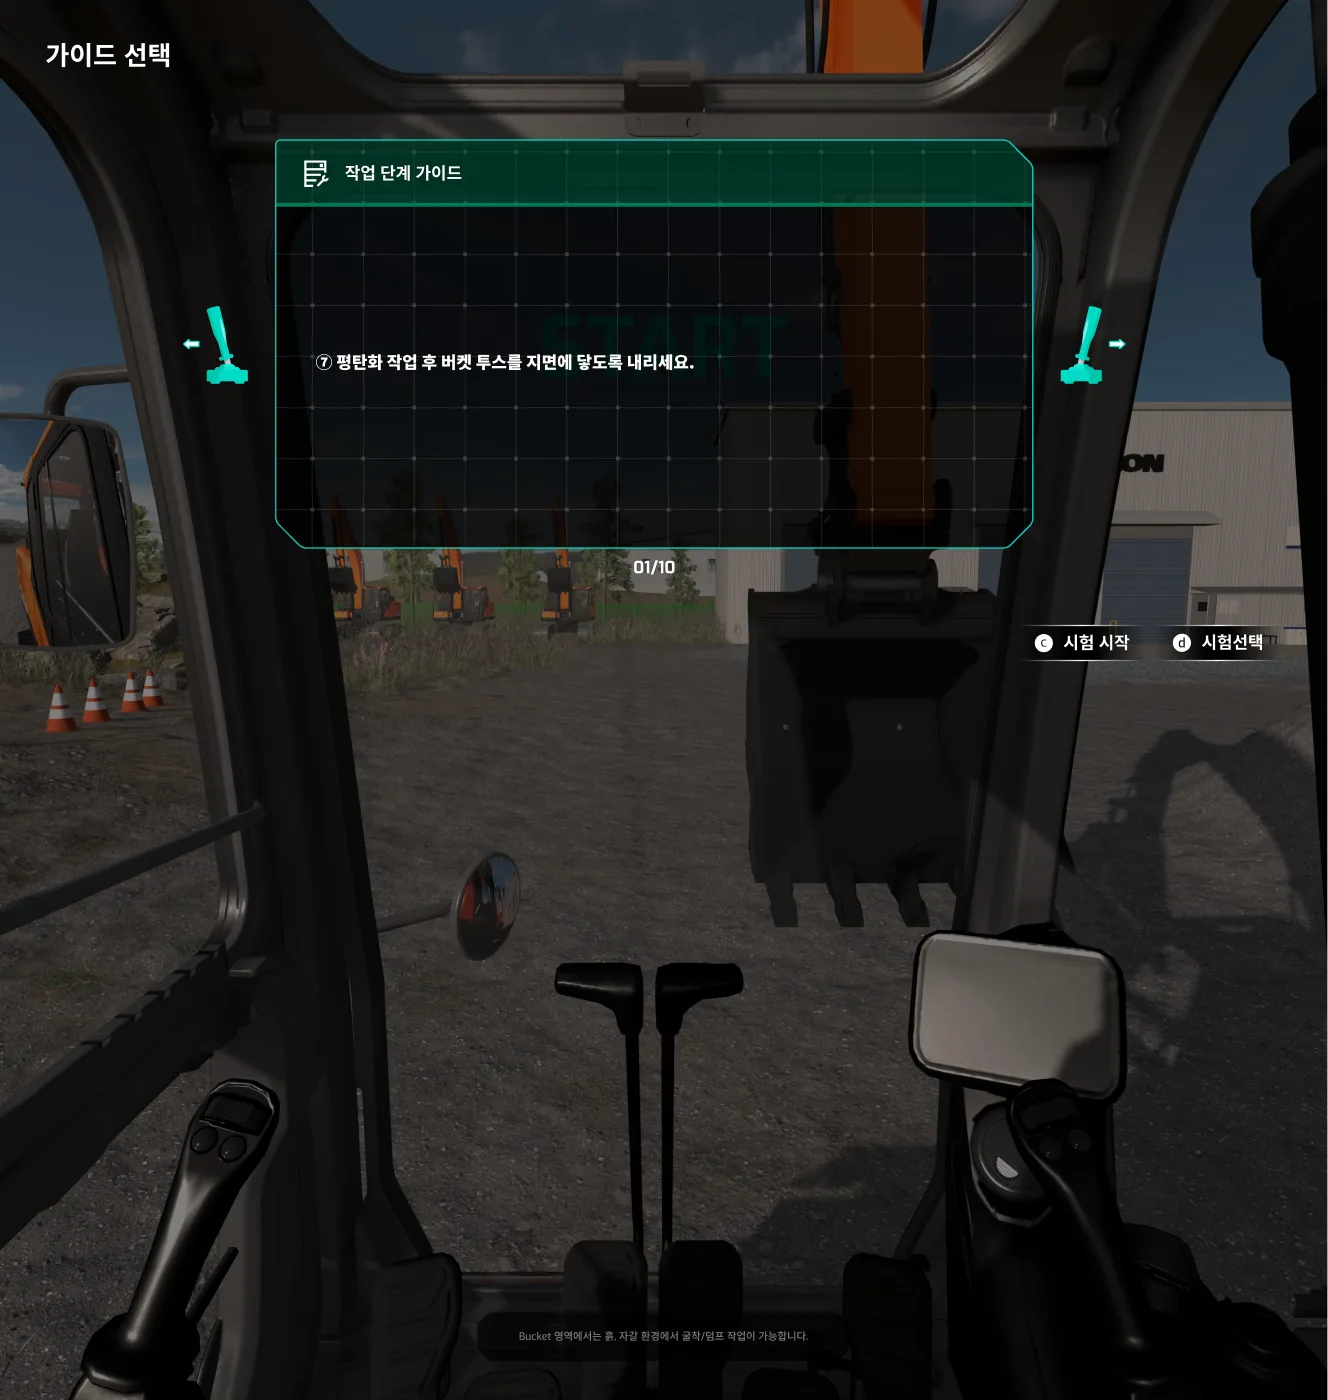 가이드 선택
작업 단계 가이드
START
⑦ 평탄화 작업 후 버켓 투스를 지면에 닿도록 내리세요.
01/10
ON
c 시험 시작
d 시험선택
Bucket 영역에서는 흙, 자갈 환경에서 굴착/덤프 작업이 가능합니다.